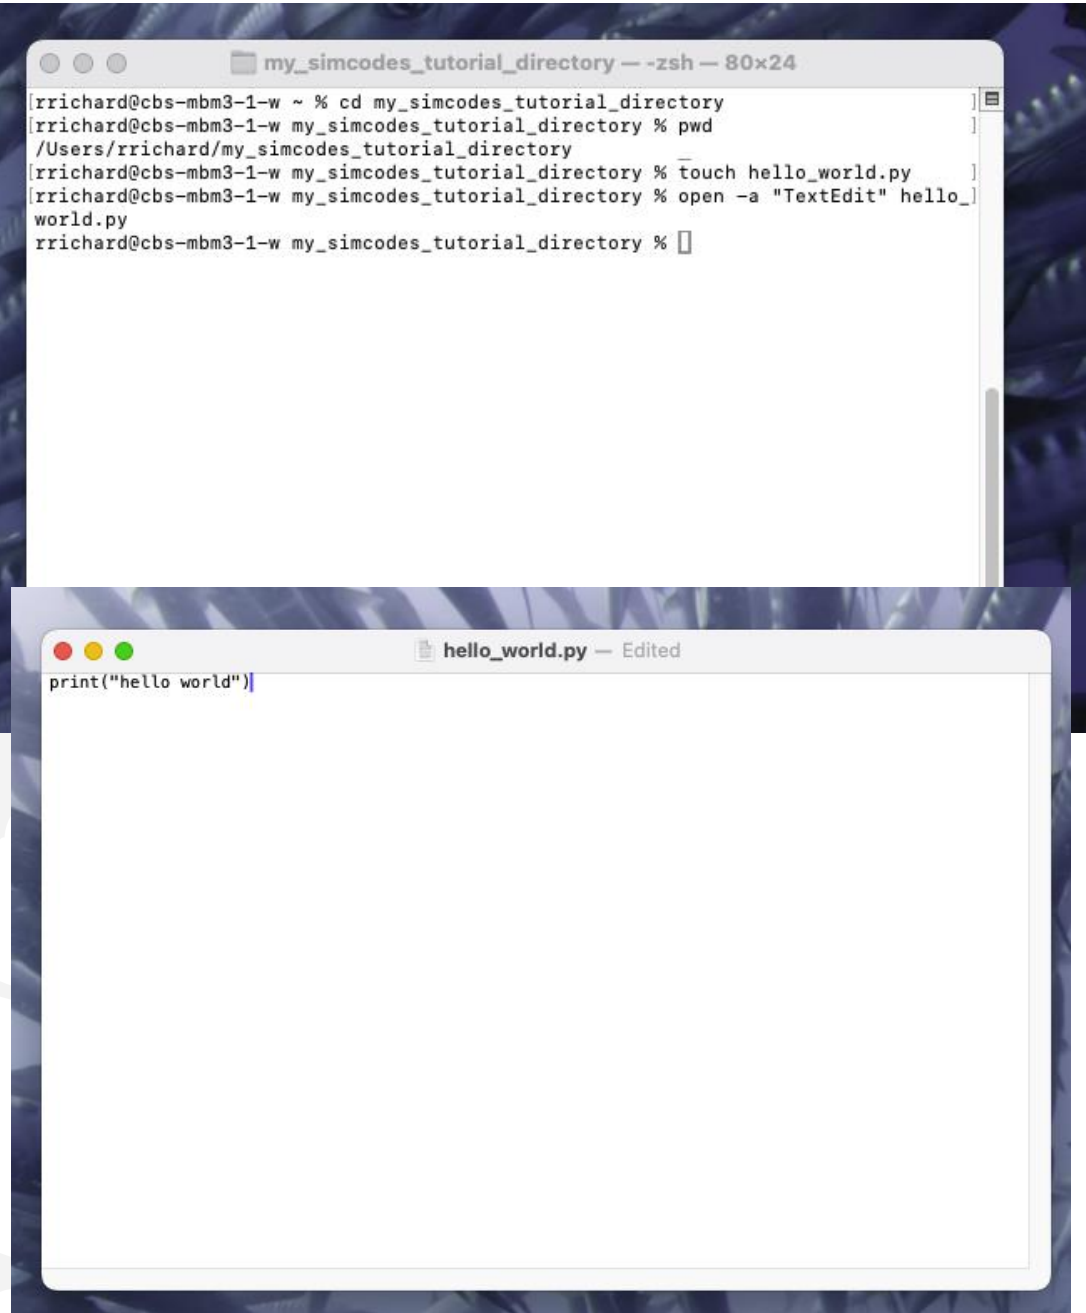 my_simcodes_tutorial_directory — -zsh — 80×24
[rrichard@cbs-mbm3-1-w ~ % cd my_simcodes_tutorial_directory ]
[rrichard@cbs-mbm3-1-w my_simcodes_tutorial_directory % pwd ]
/Users/rrichard/my_simcodes_tutorial_directory
[rrichard@cbs-mbm3-1-w my_simcodes_tutorial_directory % touch hello_world.py ]
[rrichard@cbs-mbm3-1-w my_simcodes_tutorial_directory % open -a "TextEdit" hello_]
world.py
rrichard@cbs-mbm3-1-w my_simcodes_tutorial_directory %
hello_world.py — Edited
print("hello world")